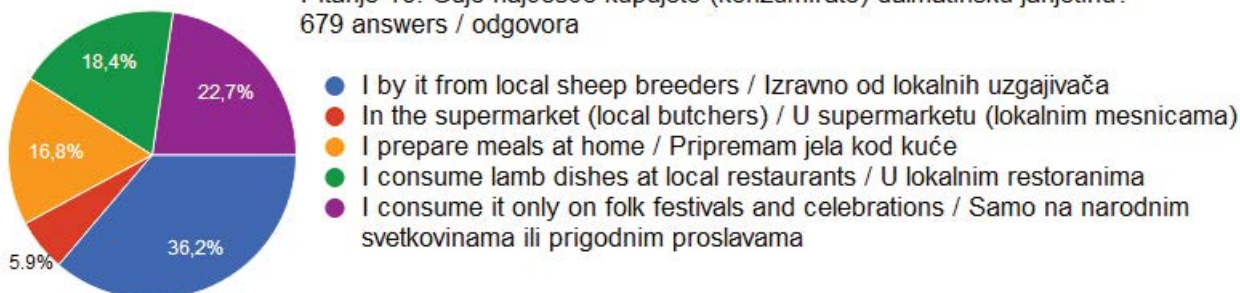 679 answers / odgovora
I by it from local sheep breeders / Izravno od lokalnih uzgajivača
In the supermarket (local butchers) / U supermarketu (lokalnim mesnicama)
I prepare meals at home / Pripremam jela kod kuće
I consume lamb dishes at local restaurants / U lokalnim restoranima
I consume it only on folk festivals and celebrations / Samo na narodnim
svetkovinama ili prigodnim proslavama
18,4%
22,7%
16,8%
5.9%
36,2%